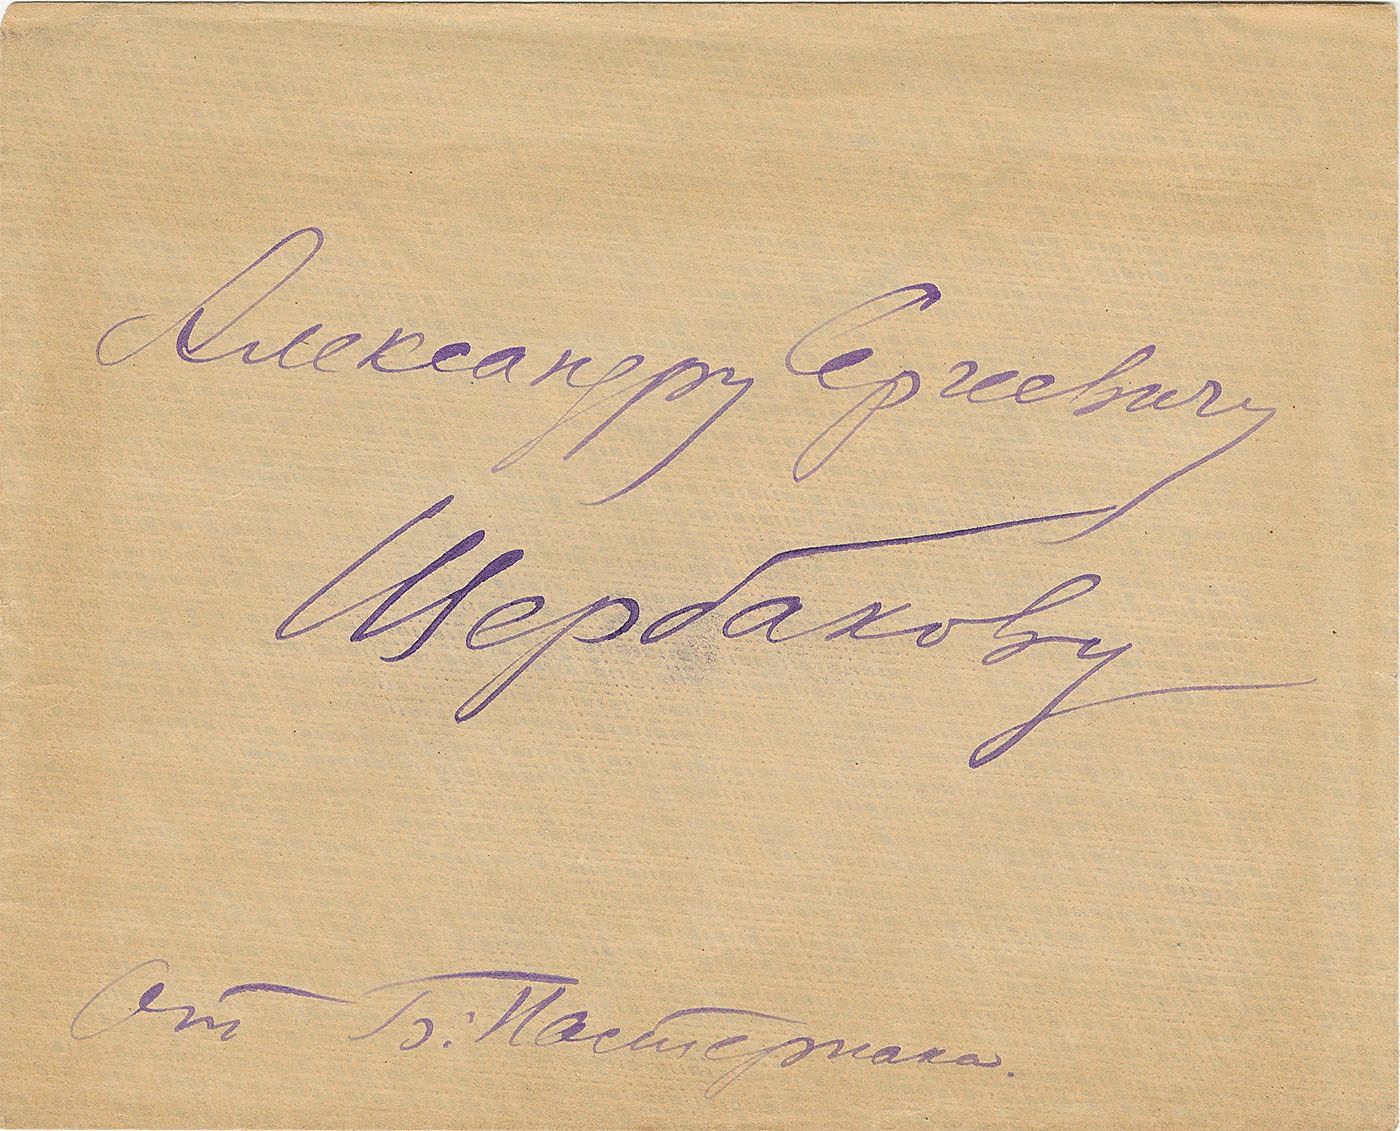 Александру Сергеевичу
Щербакову
От Б. Пастернака.